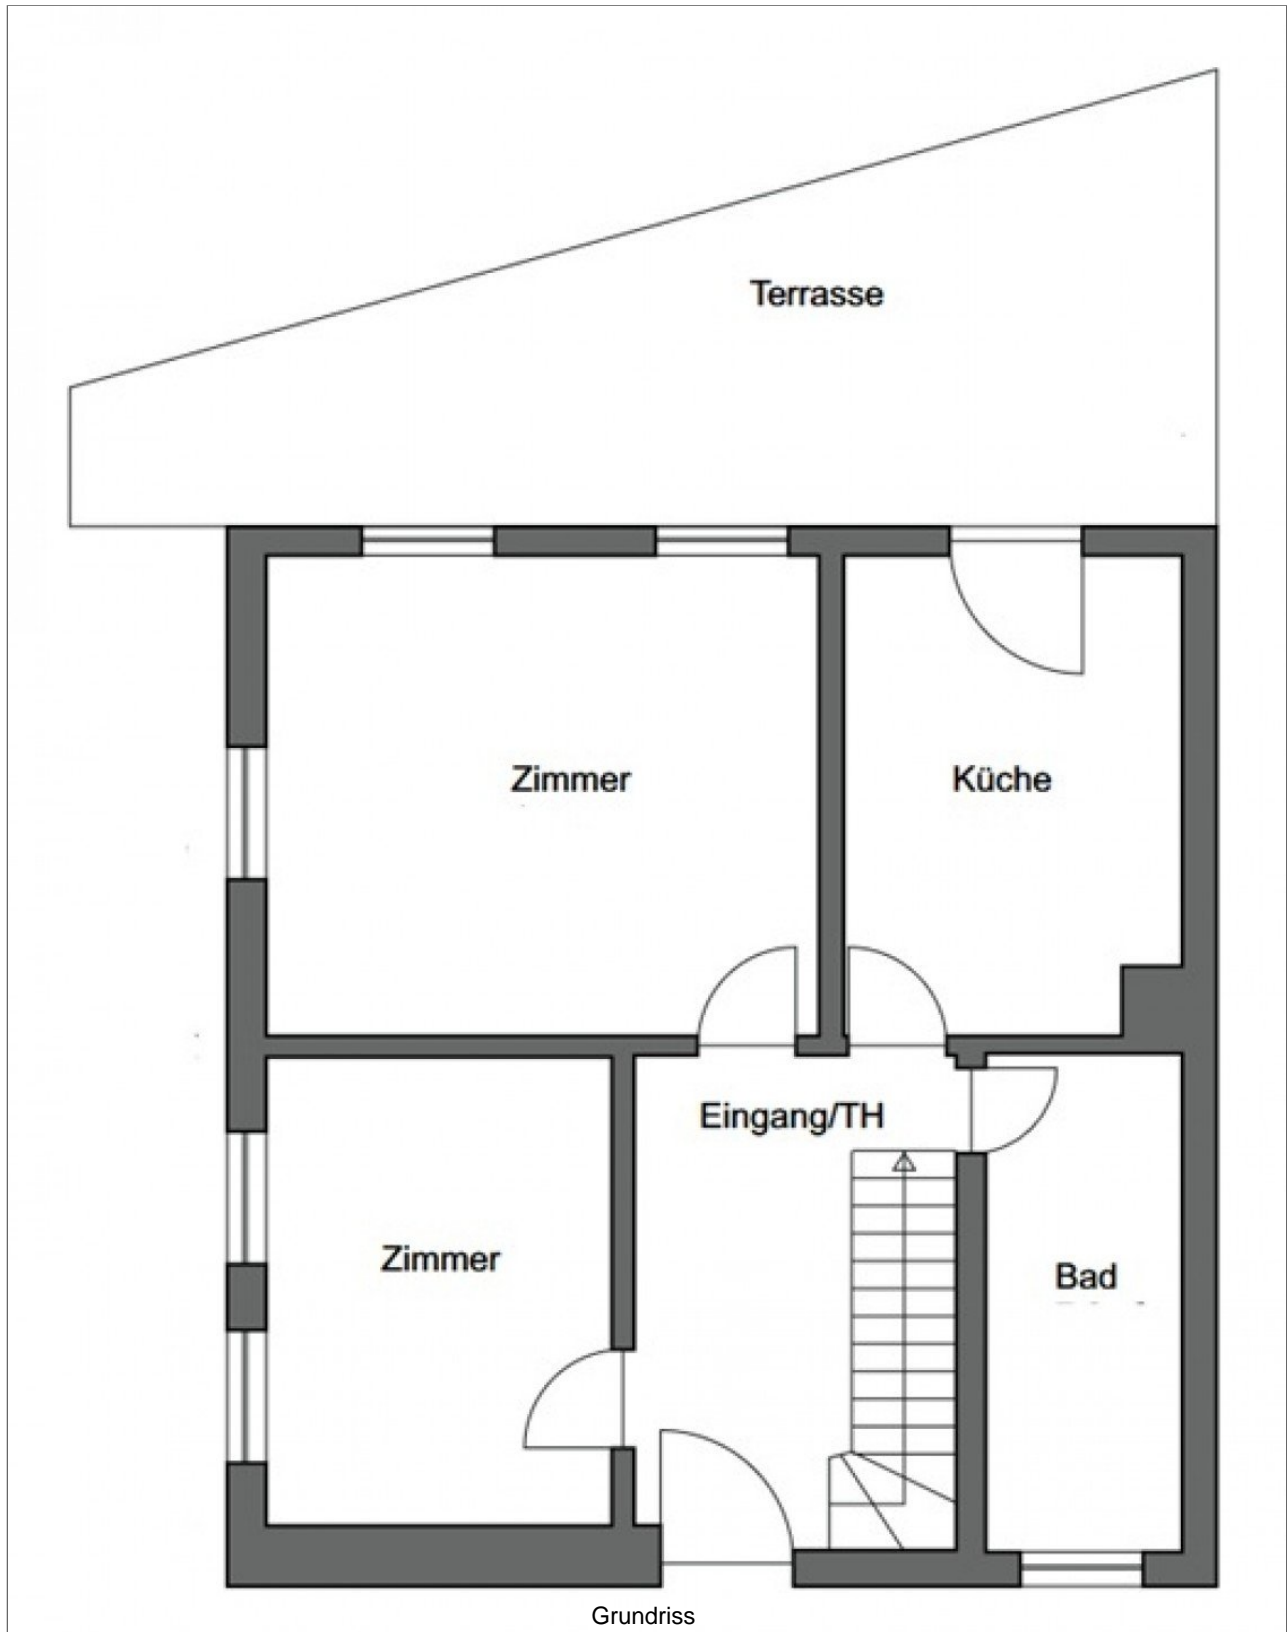 Terrasse
Zimmer
Küche
Eingang/TH
Zimmer
Bad
Grundriss